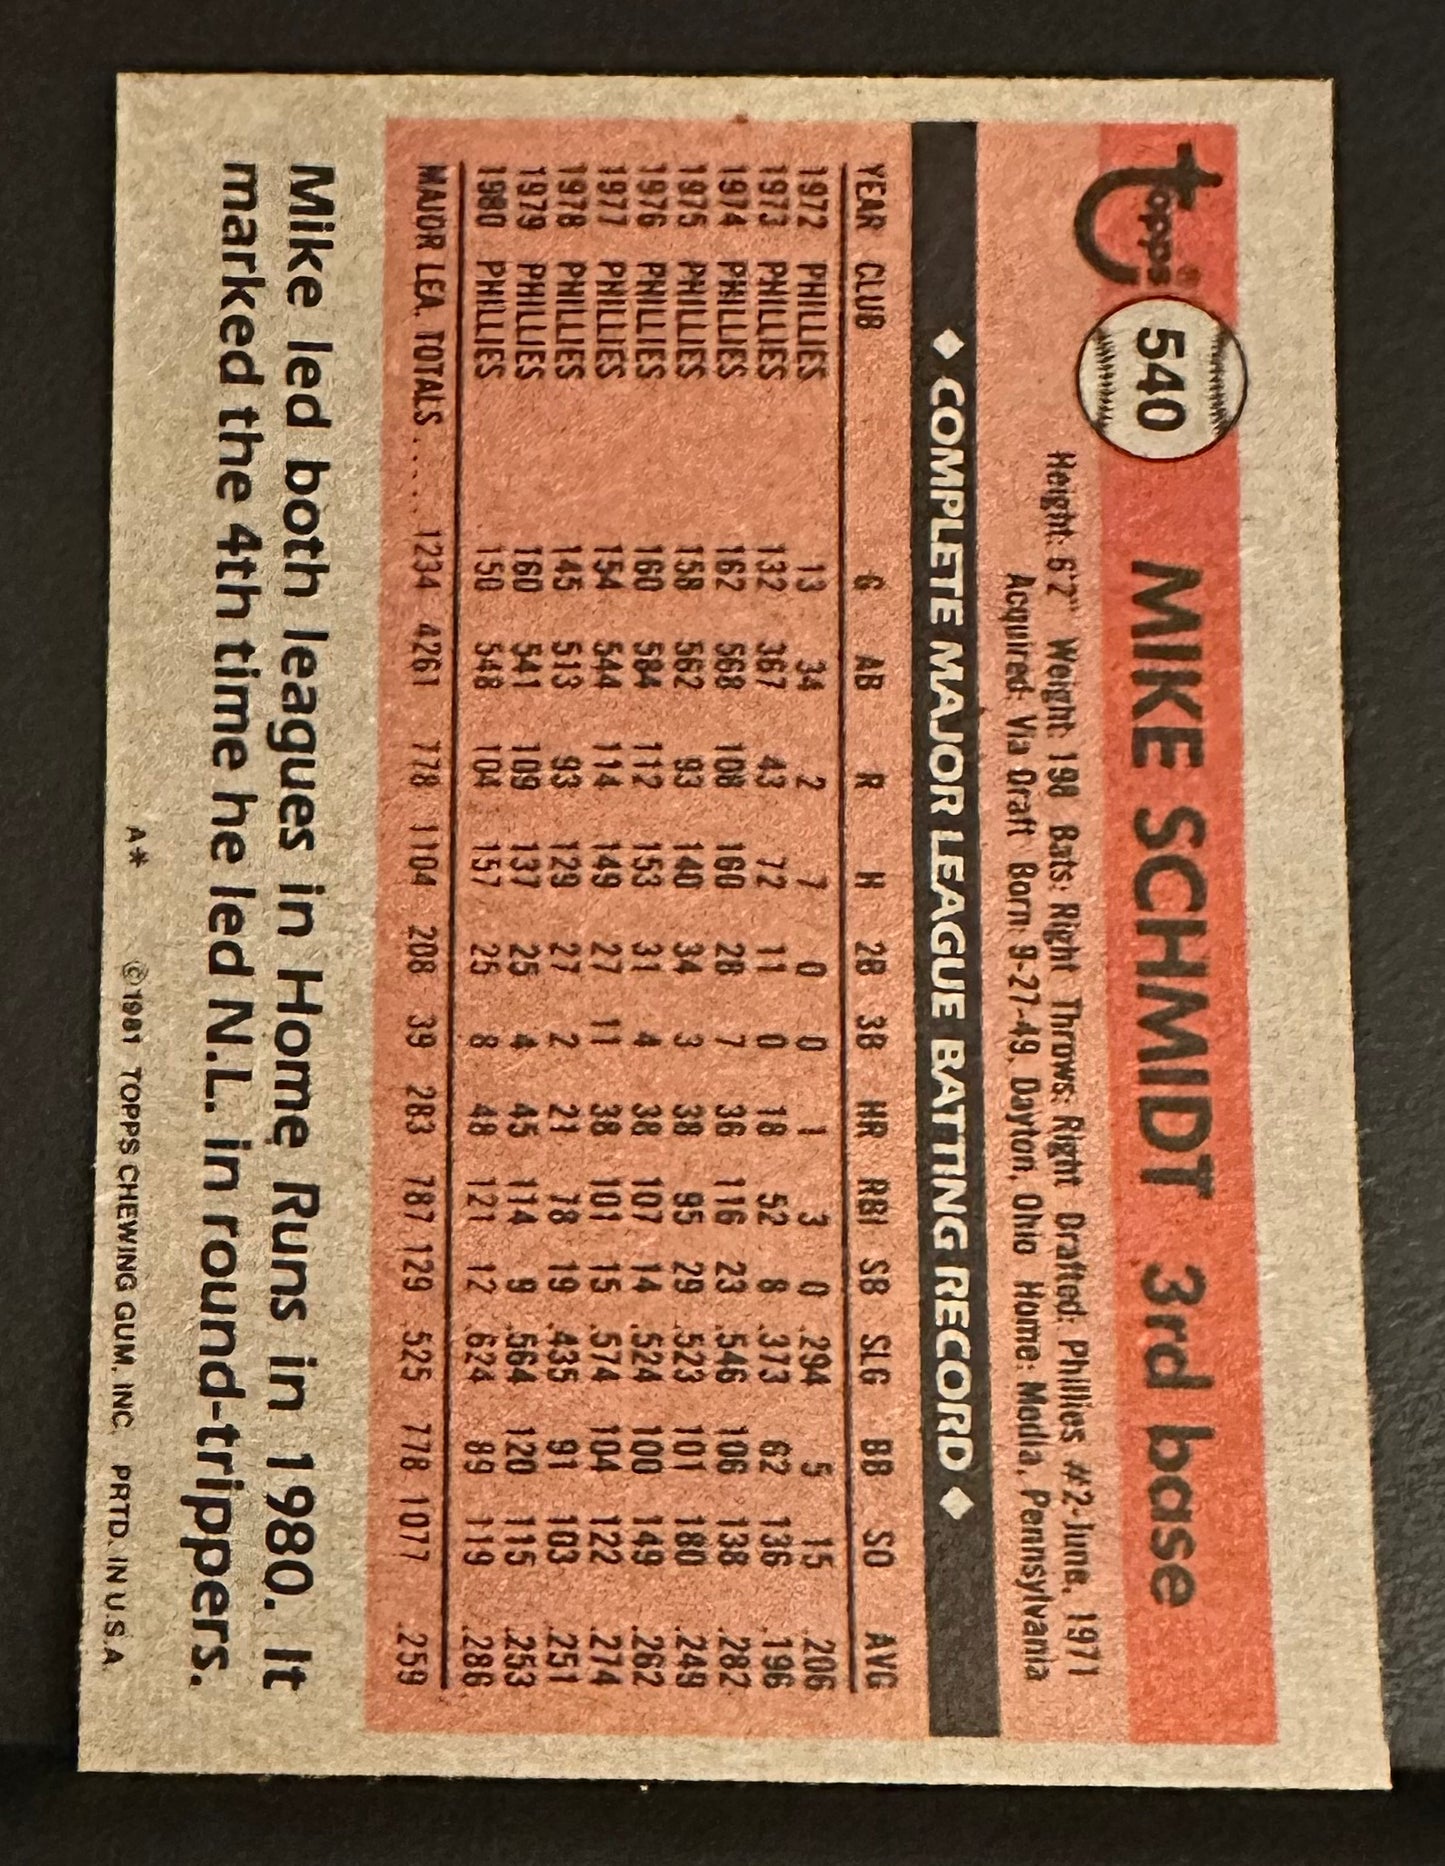 Topps
540
MIKE SCHMIDT 3rd base
Height: 6'2" Weight: 198 Bats: Right Throws: Right Drafted: Phillies #2-June, 1971
Acquired: Via Draft Born: 9-27-49, Dayton, Ohio Home: Media, Pennsylvania
◆ COMPLETE MAJOR LEAGUE BATTING RECORD ◆
YEAR CLUB G AB R H 2B 3B HR RBI SB SLG BB SO AVG
1972 PHILLIES 13 34 2 7 0 0 1 3 0 .294 5 15 .206
1973 PHILLIES 132 367 43 72 11 0 18 52 8 .373 62 136 .196
1974 PHILLIES 162 568 108 160 28 7 36 116 23 .546 106 138 .282
1975 PHILLIES 158 562 93 140 34 3 38 95 29 .523 101 180 .249
1976 PHILLIES 160 584 112 153 31 4 38 107 14 .524 100 149 .262
1977 PHILLIES 154 544 114 149 27 11 38 101 15 .574 104 122 .274
1978 PHILLIES 145 513 93 129 27 2 21 78 19 .435 91 103 .251
1979 PHILLIES 160 541 109 137 25 4 45 114 9 .564 120 115 .253
1980 PHILLIES 150 548 104 157 25 8 48 121 12 .624 89 119 .286
MAJOR LEA. TOTALS ..... 1234 4261 778 1104 208 39 283 787 129 .525 778 107 .259
Mike led both leagues in Home Runs in 1980. It
marked the 4th time he led N.L. in round-trippers.
A* ©1981 TOPPS CHEWING GUM, INC. PRTD. IN U.S.A.